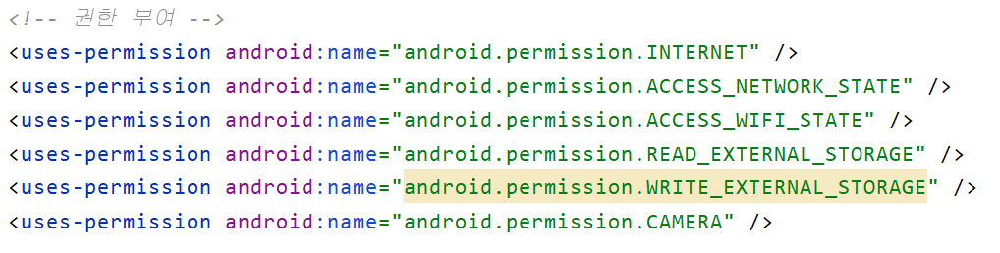 <!-- 권한 부여 -->
<uses-permission android:name="android.permission.INTERNET" />
<uses-permission android:name="android.permission.ACCESS_NETWORK_STATE" />
<uses-permission android:name="android.permission.ACCESS_WIFI_STATE" />
<uses-permission android:name="android.permission.READ_EXTERNAL_STORAGE" />
<uses-permission android:name="android.permission.WRITE_EXTERNAL_STORAGE" />
<uses-permission android:name="android.permission.CAMERA" />